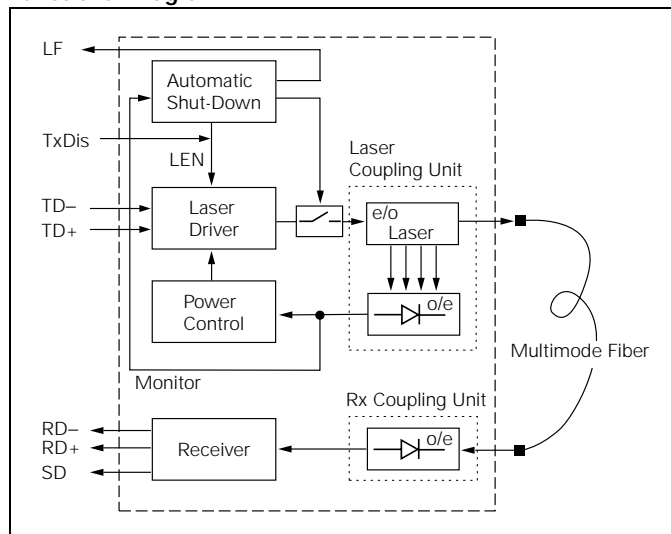 LF
Automatic
Shut-Down
TxDis
LEN
Laser
Coupling Unit
TD–
TD+
Laser
Driver
e/o
Laser
o/e
Power
Control
Multimode Fiber
Monitor
Rx Coupling Unit
RD–
RD+
SD
Receiver
o/e